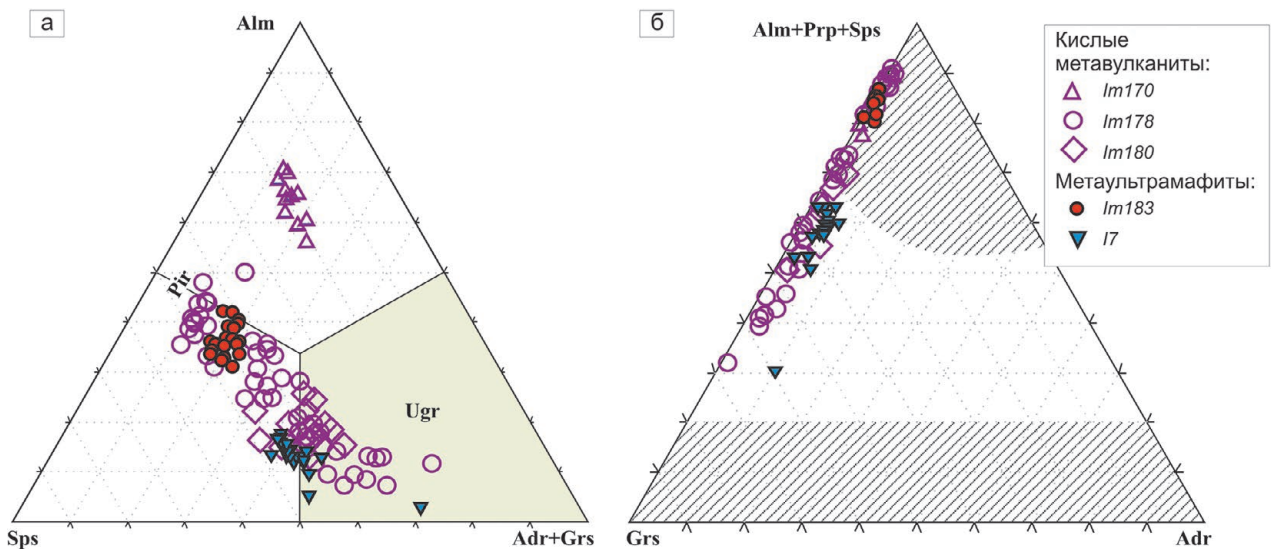 а
Alm
Pir
Ugr
Sps
Adr+Grs
б
Alm+Prp+Sps
Grs
Adr
Кислые
метавулканиты:
Im170
Im178
Im180
Метаультрамафиты:
Im183
I7